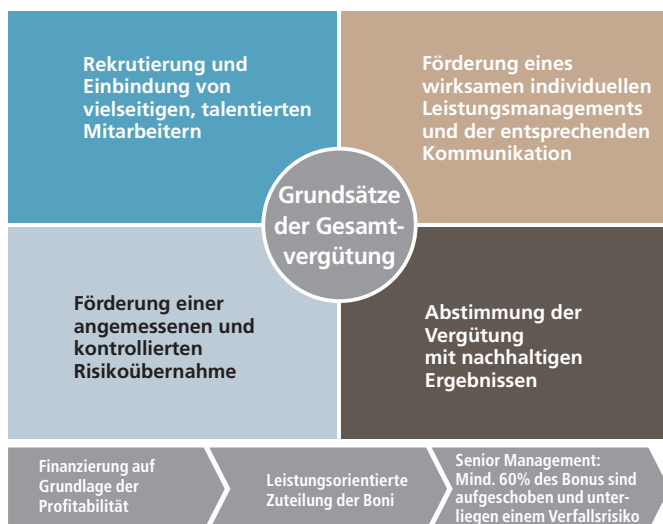 Rekrutierung und
Einbindung von
vielseitigen, talentierten
Mitarbeitern
Förderung eines
wirksamen individuellen
Leistungsmanagements
und der entsprechenden
Kommunikation
Grundsätze
der Gesamt-
vergütung
Förderung einer
angemessenen und
kontrollierten
Risikoübernahme
Abstimmung der
Vergütung
mit nachhaltigen
Ergebnissen
Finanzierung auf
Grundlage der
Profitabilität
Leistungsorientierte
Zuteilung der Boni
Senior Management:
Mind. 60% des Bonus sind
aufgeschoben und unter-
liegen einem Verfallsrisiko